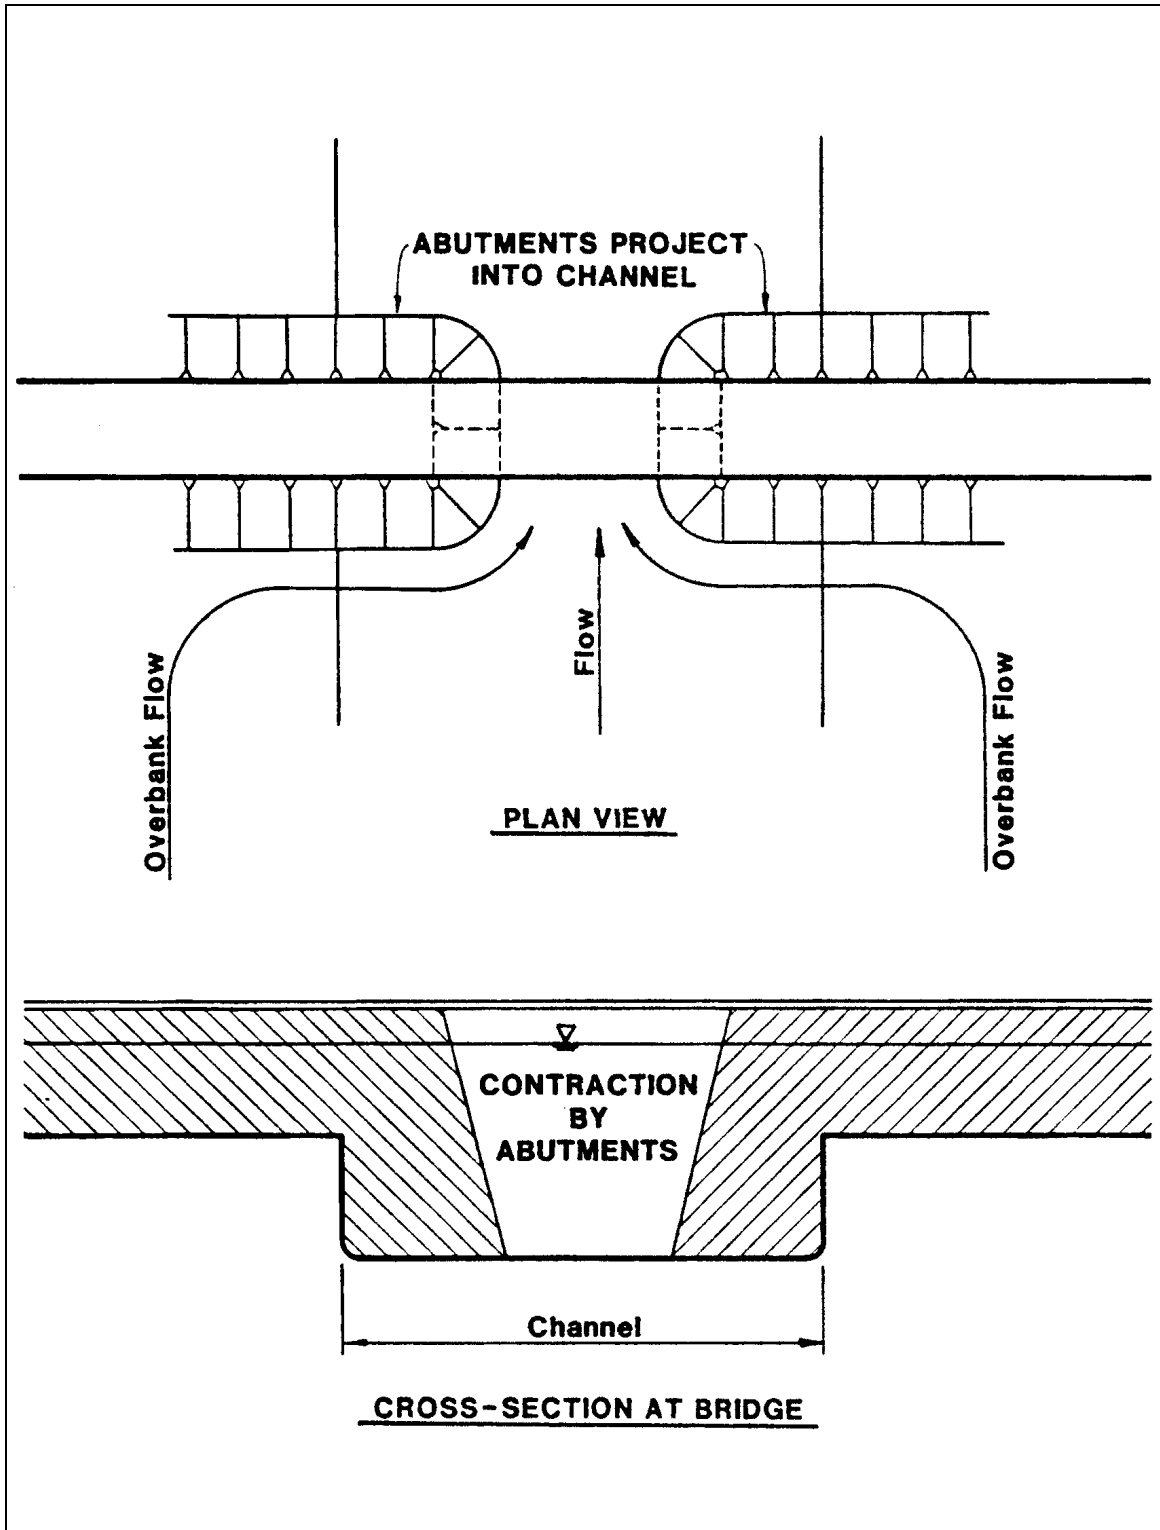 ABUTMENTS PROJECT
INTO CHANNEL
Flow
Overbank Flow
Overbank Flow
PLAN VIEW
CONTRACTION
BY
ABUTMENTS
Channel
CROSS-SECTION AT BRIDGE